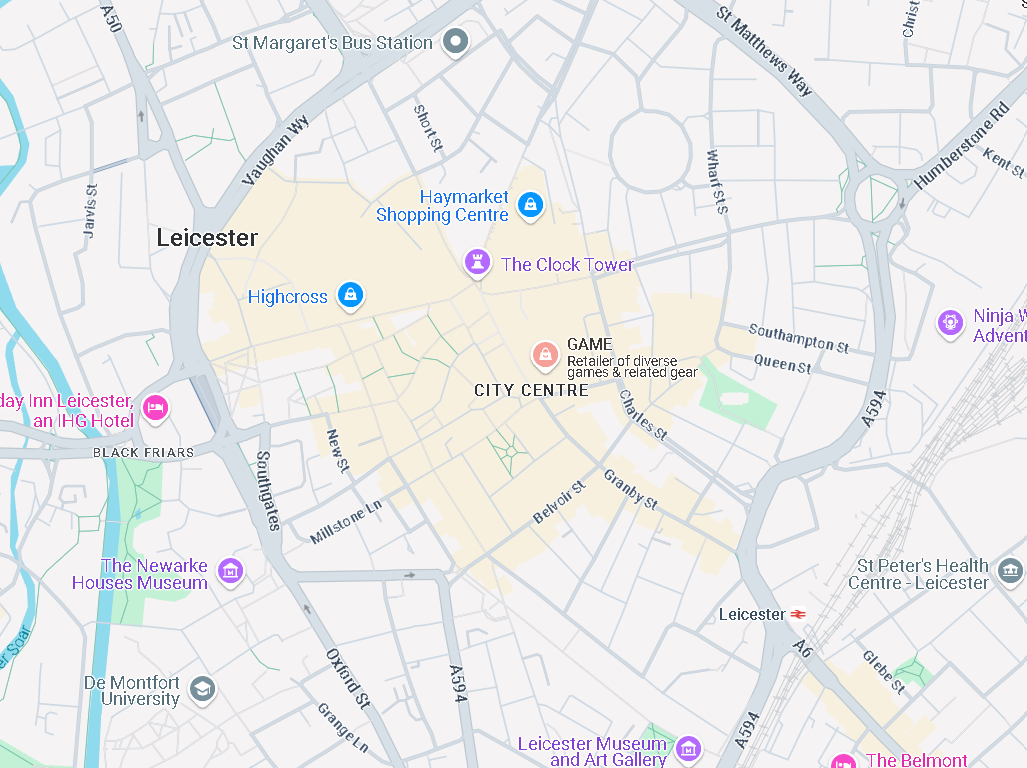 A50
St Margaret's Bus Station
St Matthews Way
Christ
Short St
Vaughan Wy
Humberstone Rd
Kent St
Wharf St S
Jarvis St
Haymarket
Shopping Centre
Leicester
The Clock Tower
Highcross
Ninja W
Advent
Southampton St
GAME
Retailer of diverse
games & related gear
Queen St
CITY CENTRE
day Inn Leicester,
an IHG Hotel
Charles St
A594
New St
BLACK FRIARS
Southgates
Granby St
Belvoir St
Millstone Ln
The Newarke
Houses Museum
St Peter's Health
Centre - Leicester
Leicester
er Soar
A6
Glebe St
Oxford St
A594
De Montfort
University
Grange Ln
A594
Leicester Museum
and Art Gallery
The Belmont